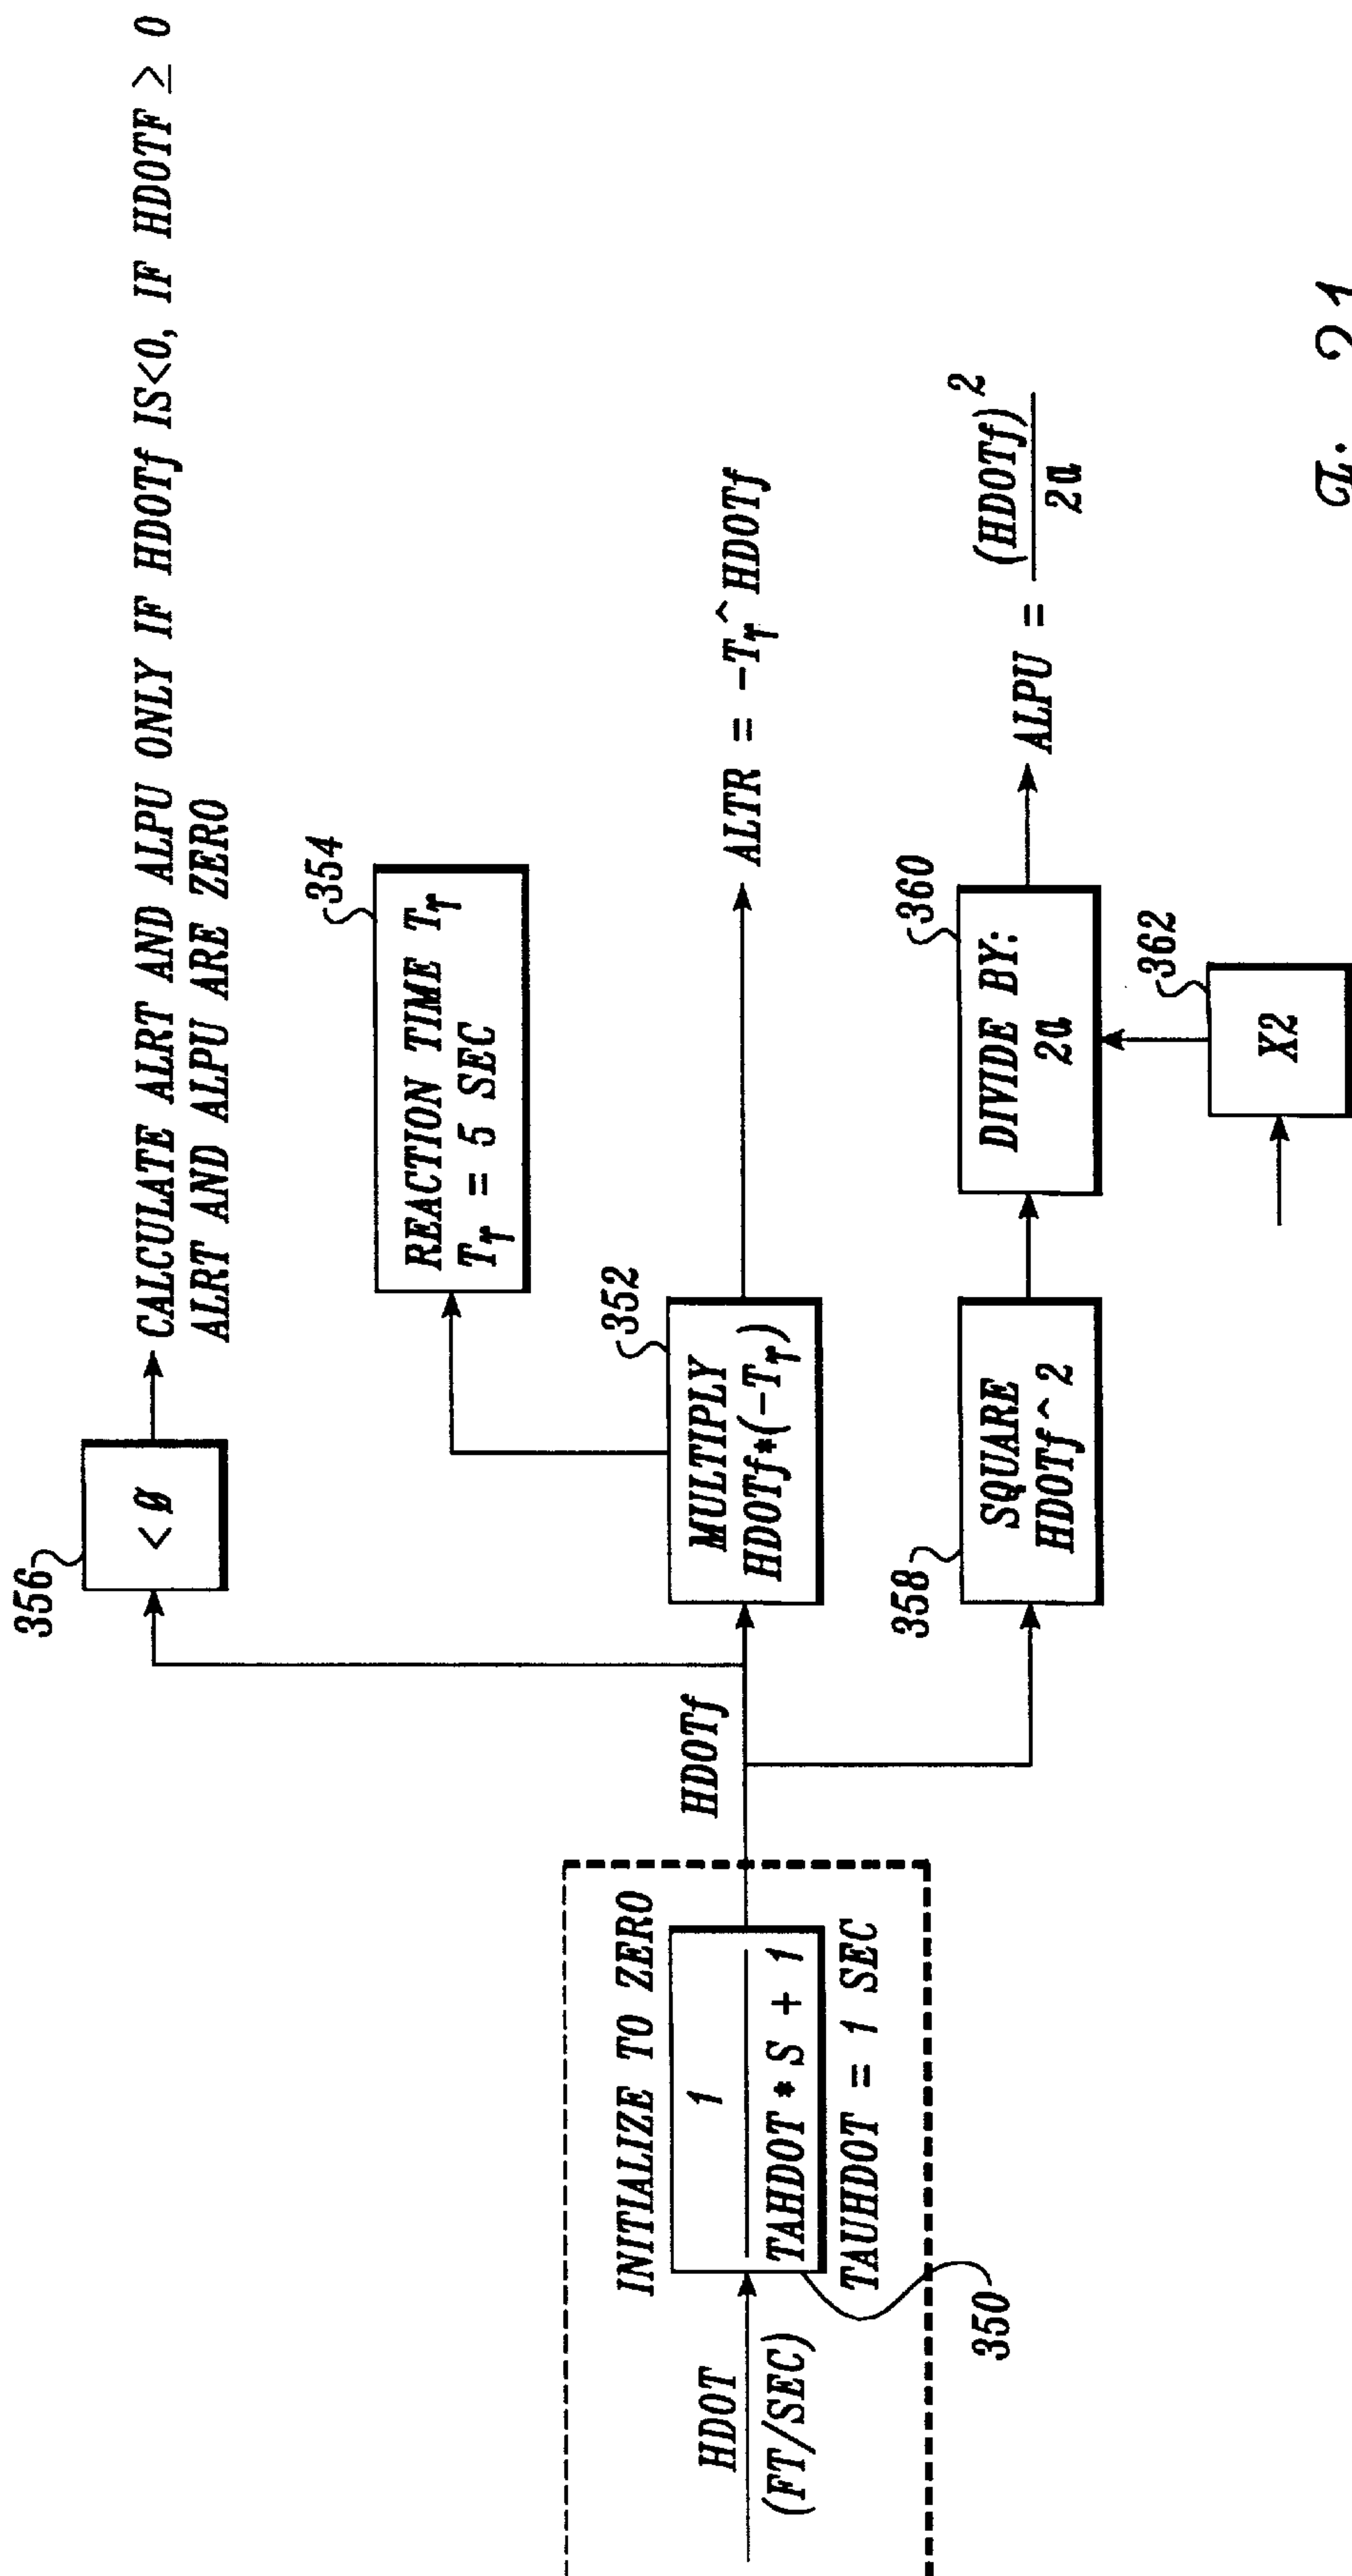 356
< Ø
CALCULATE ALRT AND ALPU ONLY IF HDOTf IS<0, IF HDOTF ≥ 0
ALRT AND ALPU ARE ZERO
354
REACTION TIME Tr
Tr = 5 SEC
352
MULTIPLY
HDOTf*(-Tr)
ALTR = -Tr^HDOTf
HDOTf
INITIALIZE TO ZERO
HDOT
(FT/SEC)
1
TAHDOT * S + 1
TAUHDOT = 1 SEC
350
358
SQUARE
HDOTf^2
360
DIVIDE BY:
2a
ALPU = (HDOTf)2
2a
362
X2
21